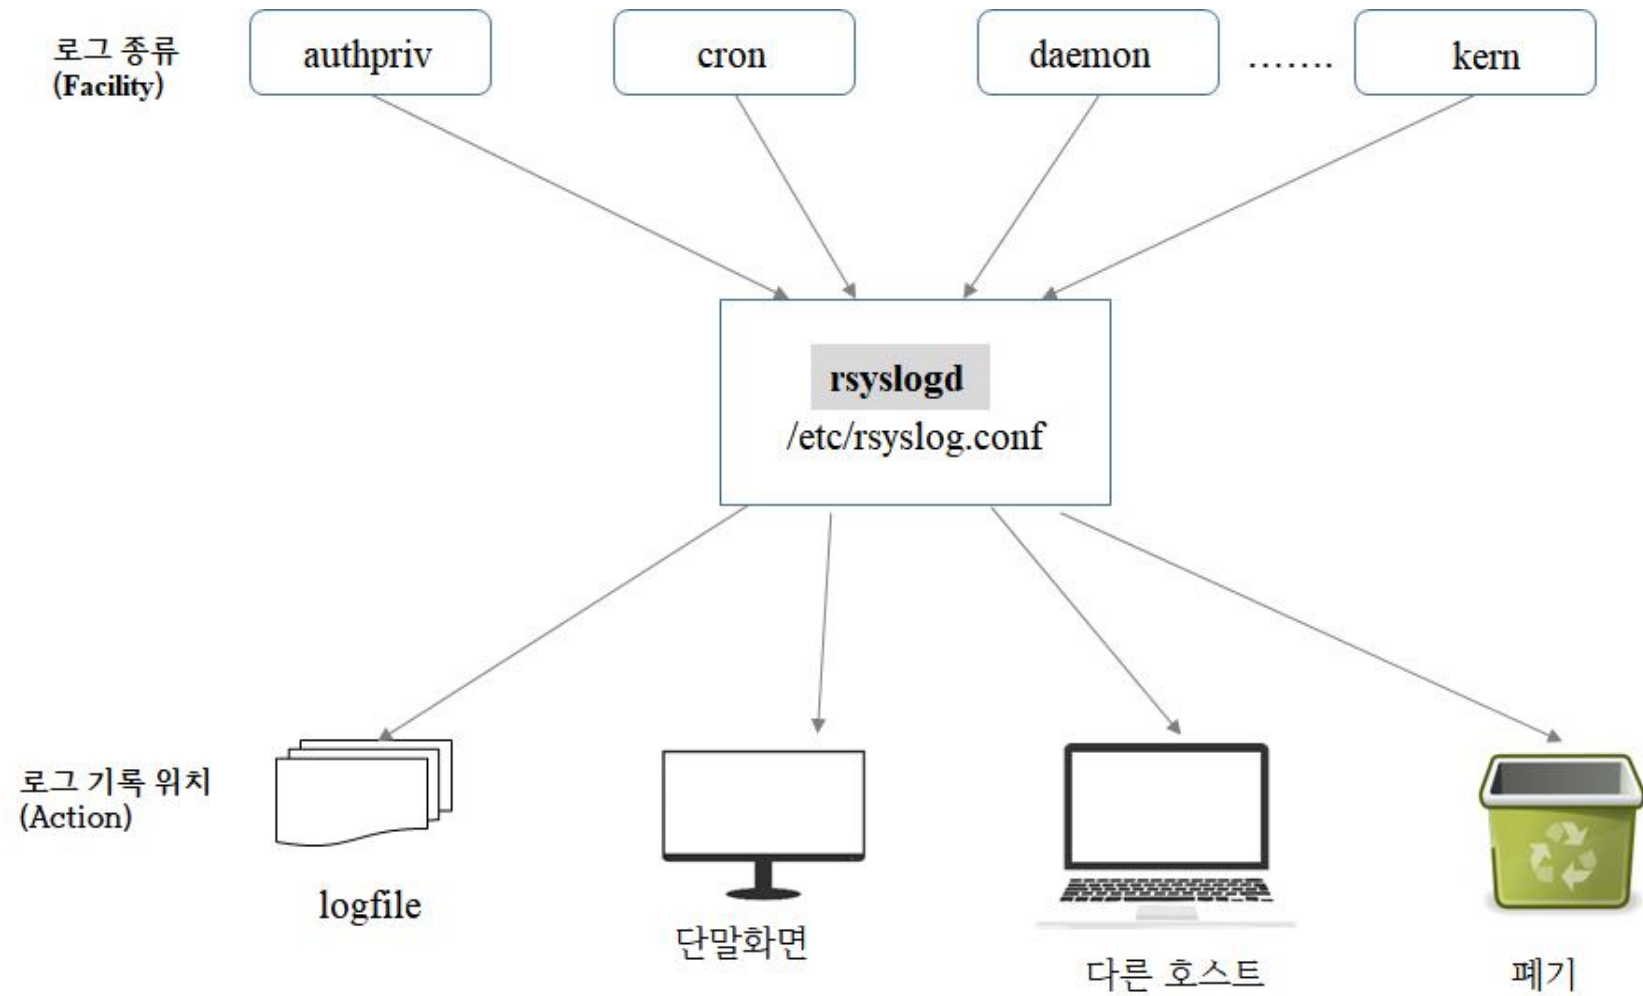 로그 종류
(Facility)
authpriv
cron
daemon
.......
kern
rsyslogd
/etc/rsyslog.conf
로그 기록 위치
(Action)
logfile
단말화면
다른 호스트
폐기